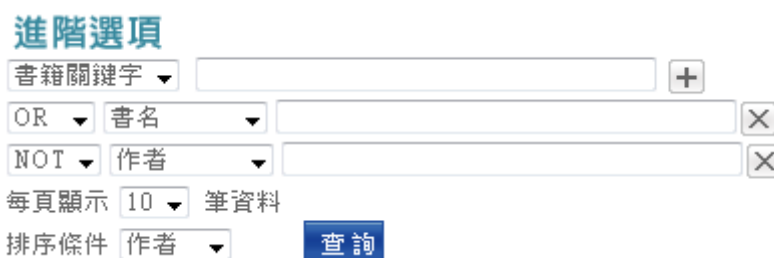 進階選項
書籍關鍵字
OR 書名
NOT 作者
每頁顯示 10 筆資料
排序條件 作者 查詢